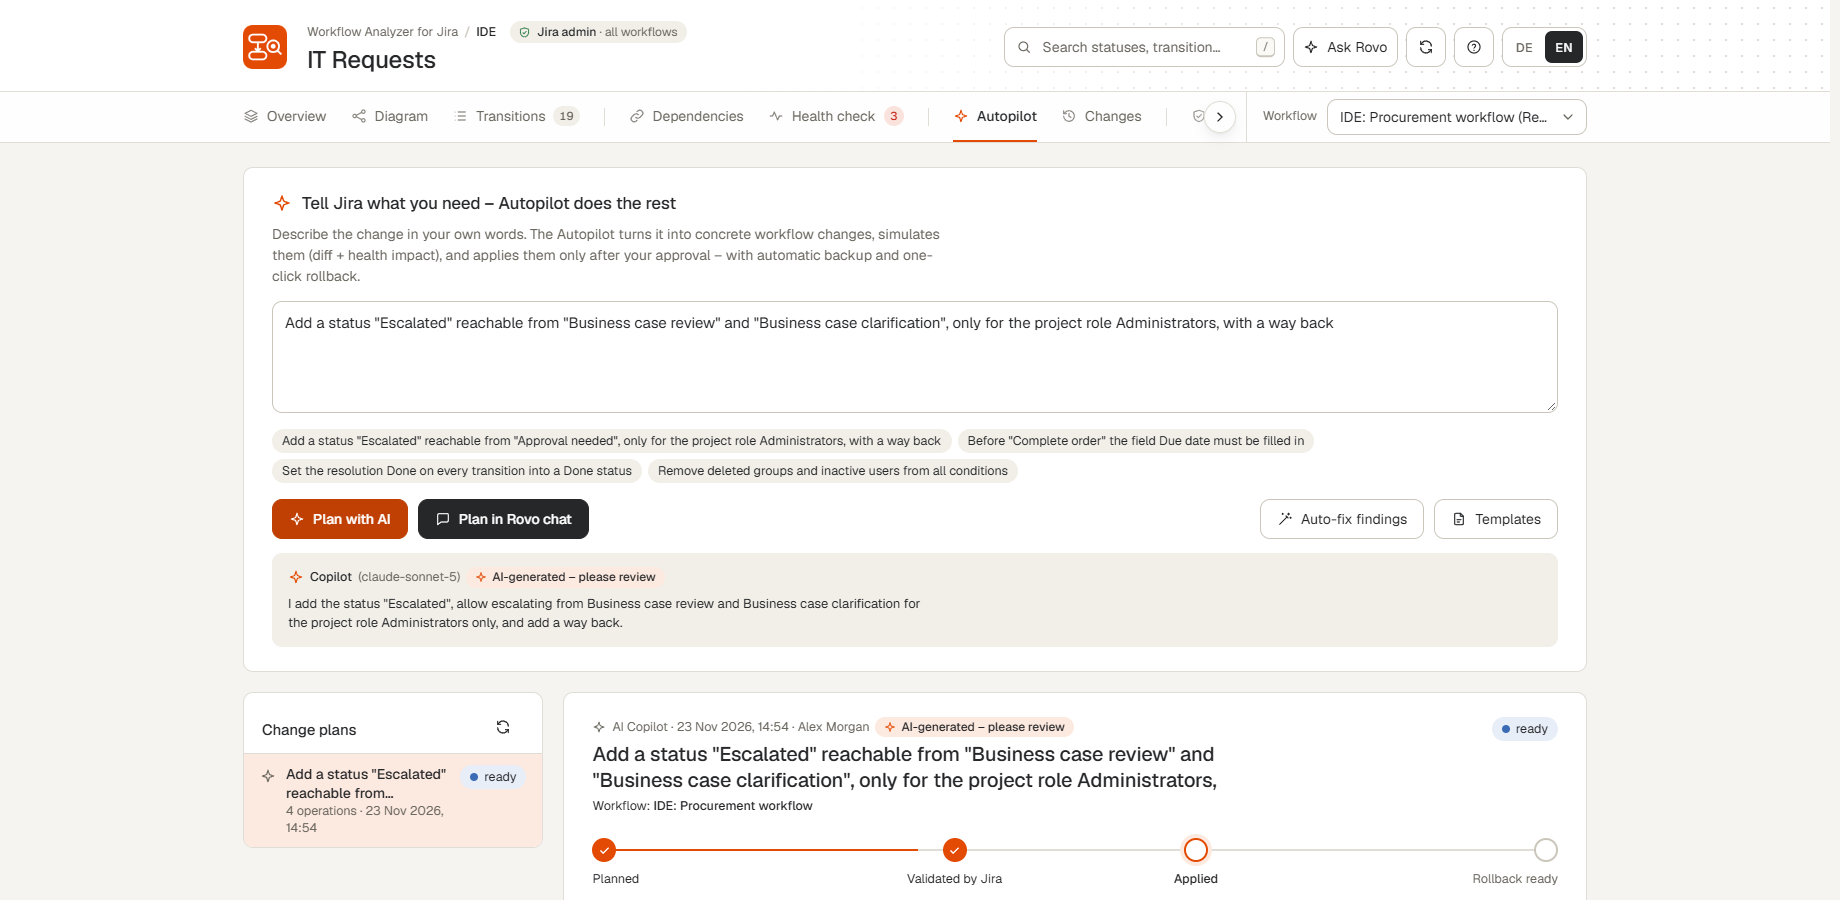 Workflow Analyzer for Jira / IDE
Jira admin · all workflows
IT Requests
Search statuses, transition... /
Ask Rovo
DE
EN
Overview
Diagram
Transitions 19
Dependencies
Health check 3
Autopilot
Changes
Workflow
IDE: Procurement workflow (Re...
Tell Jira what you need – Autopilot does the rest
Describe the change in your own words. The Autopilot turns it into concrete workflow changes, simulates
them (diff + health impact), and applies them only after your approval – with automatic backup and one-
click rollback.
Add a status "Escalated" reachable from "Business case review" and "Business case clarification", only for the project role Administrators, with a way back
Add a status "Escalated" reachable from "Approval needed", only for the project role Administrators, with a way back
Before "Complete order" the field Due date must be filled in
Set the resolution Done on every transition into a Done status
Remove deleted groups and inactive users from all conditions
Plan with AI
Plan in Rovo chat
Auto-fix findings
Templates
Copilot (claude-sonnet-5) AI-generated – please review
I add the status "Escalated", allow escalating from Business case review and Business case clarification for
the project role Administrators only, and add a way back.
Change plans
Add a status "Escalated"
reachable from...
ready
4 operations · 23 Nov 2026,
14:54
AI Copilot · 23 Nov 2026, 14:54 · Alex Morgan AI-generated – please review
ready
Add a status "Escalated" reachable from "Business case review" and
"Business case clarification", only for the project role Administrators,
Workflow: IDE: Procurement workflow
Planned
Validated by Jira
Applied
Rollback ready